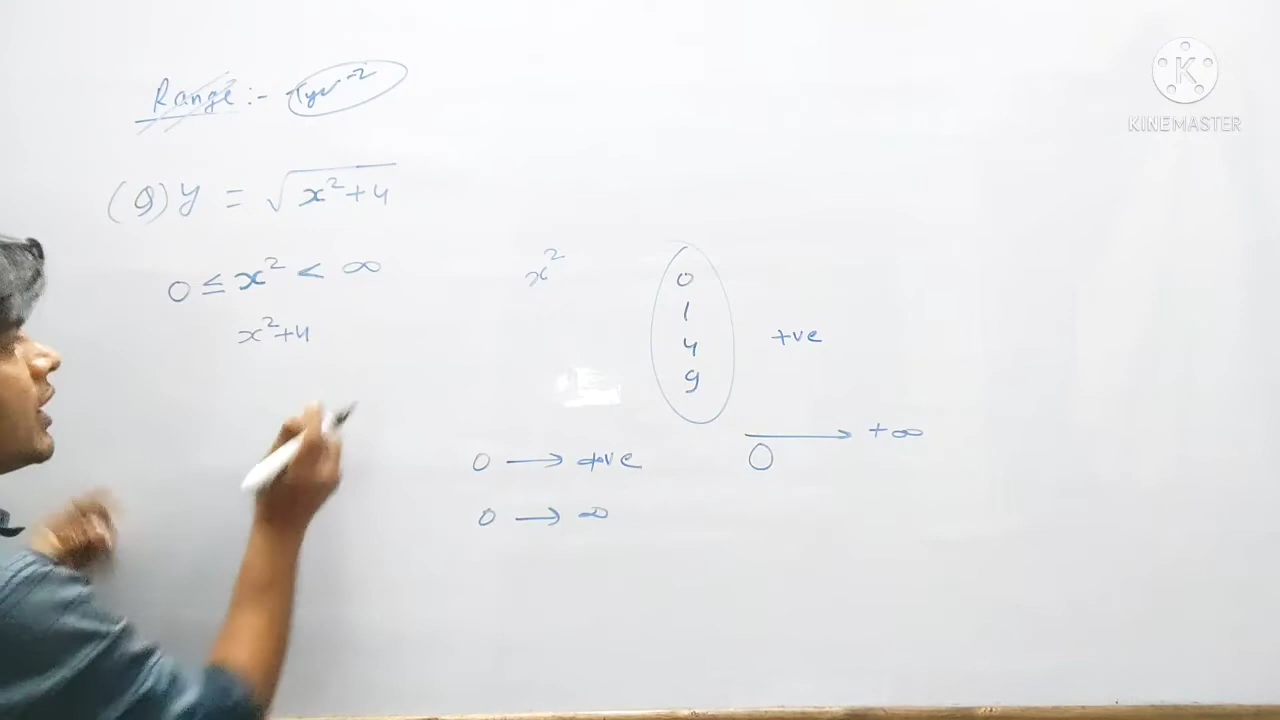 Range :- Type-2
(Q) y = √x²+4
0 ≤ x² < ∞
x²+4
x²
0
1
4
9
+ve
0 → +ve
0 → ∞
0 → +∞
K
KINEMASTER